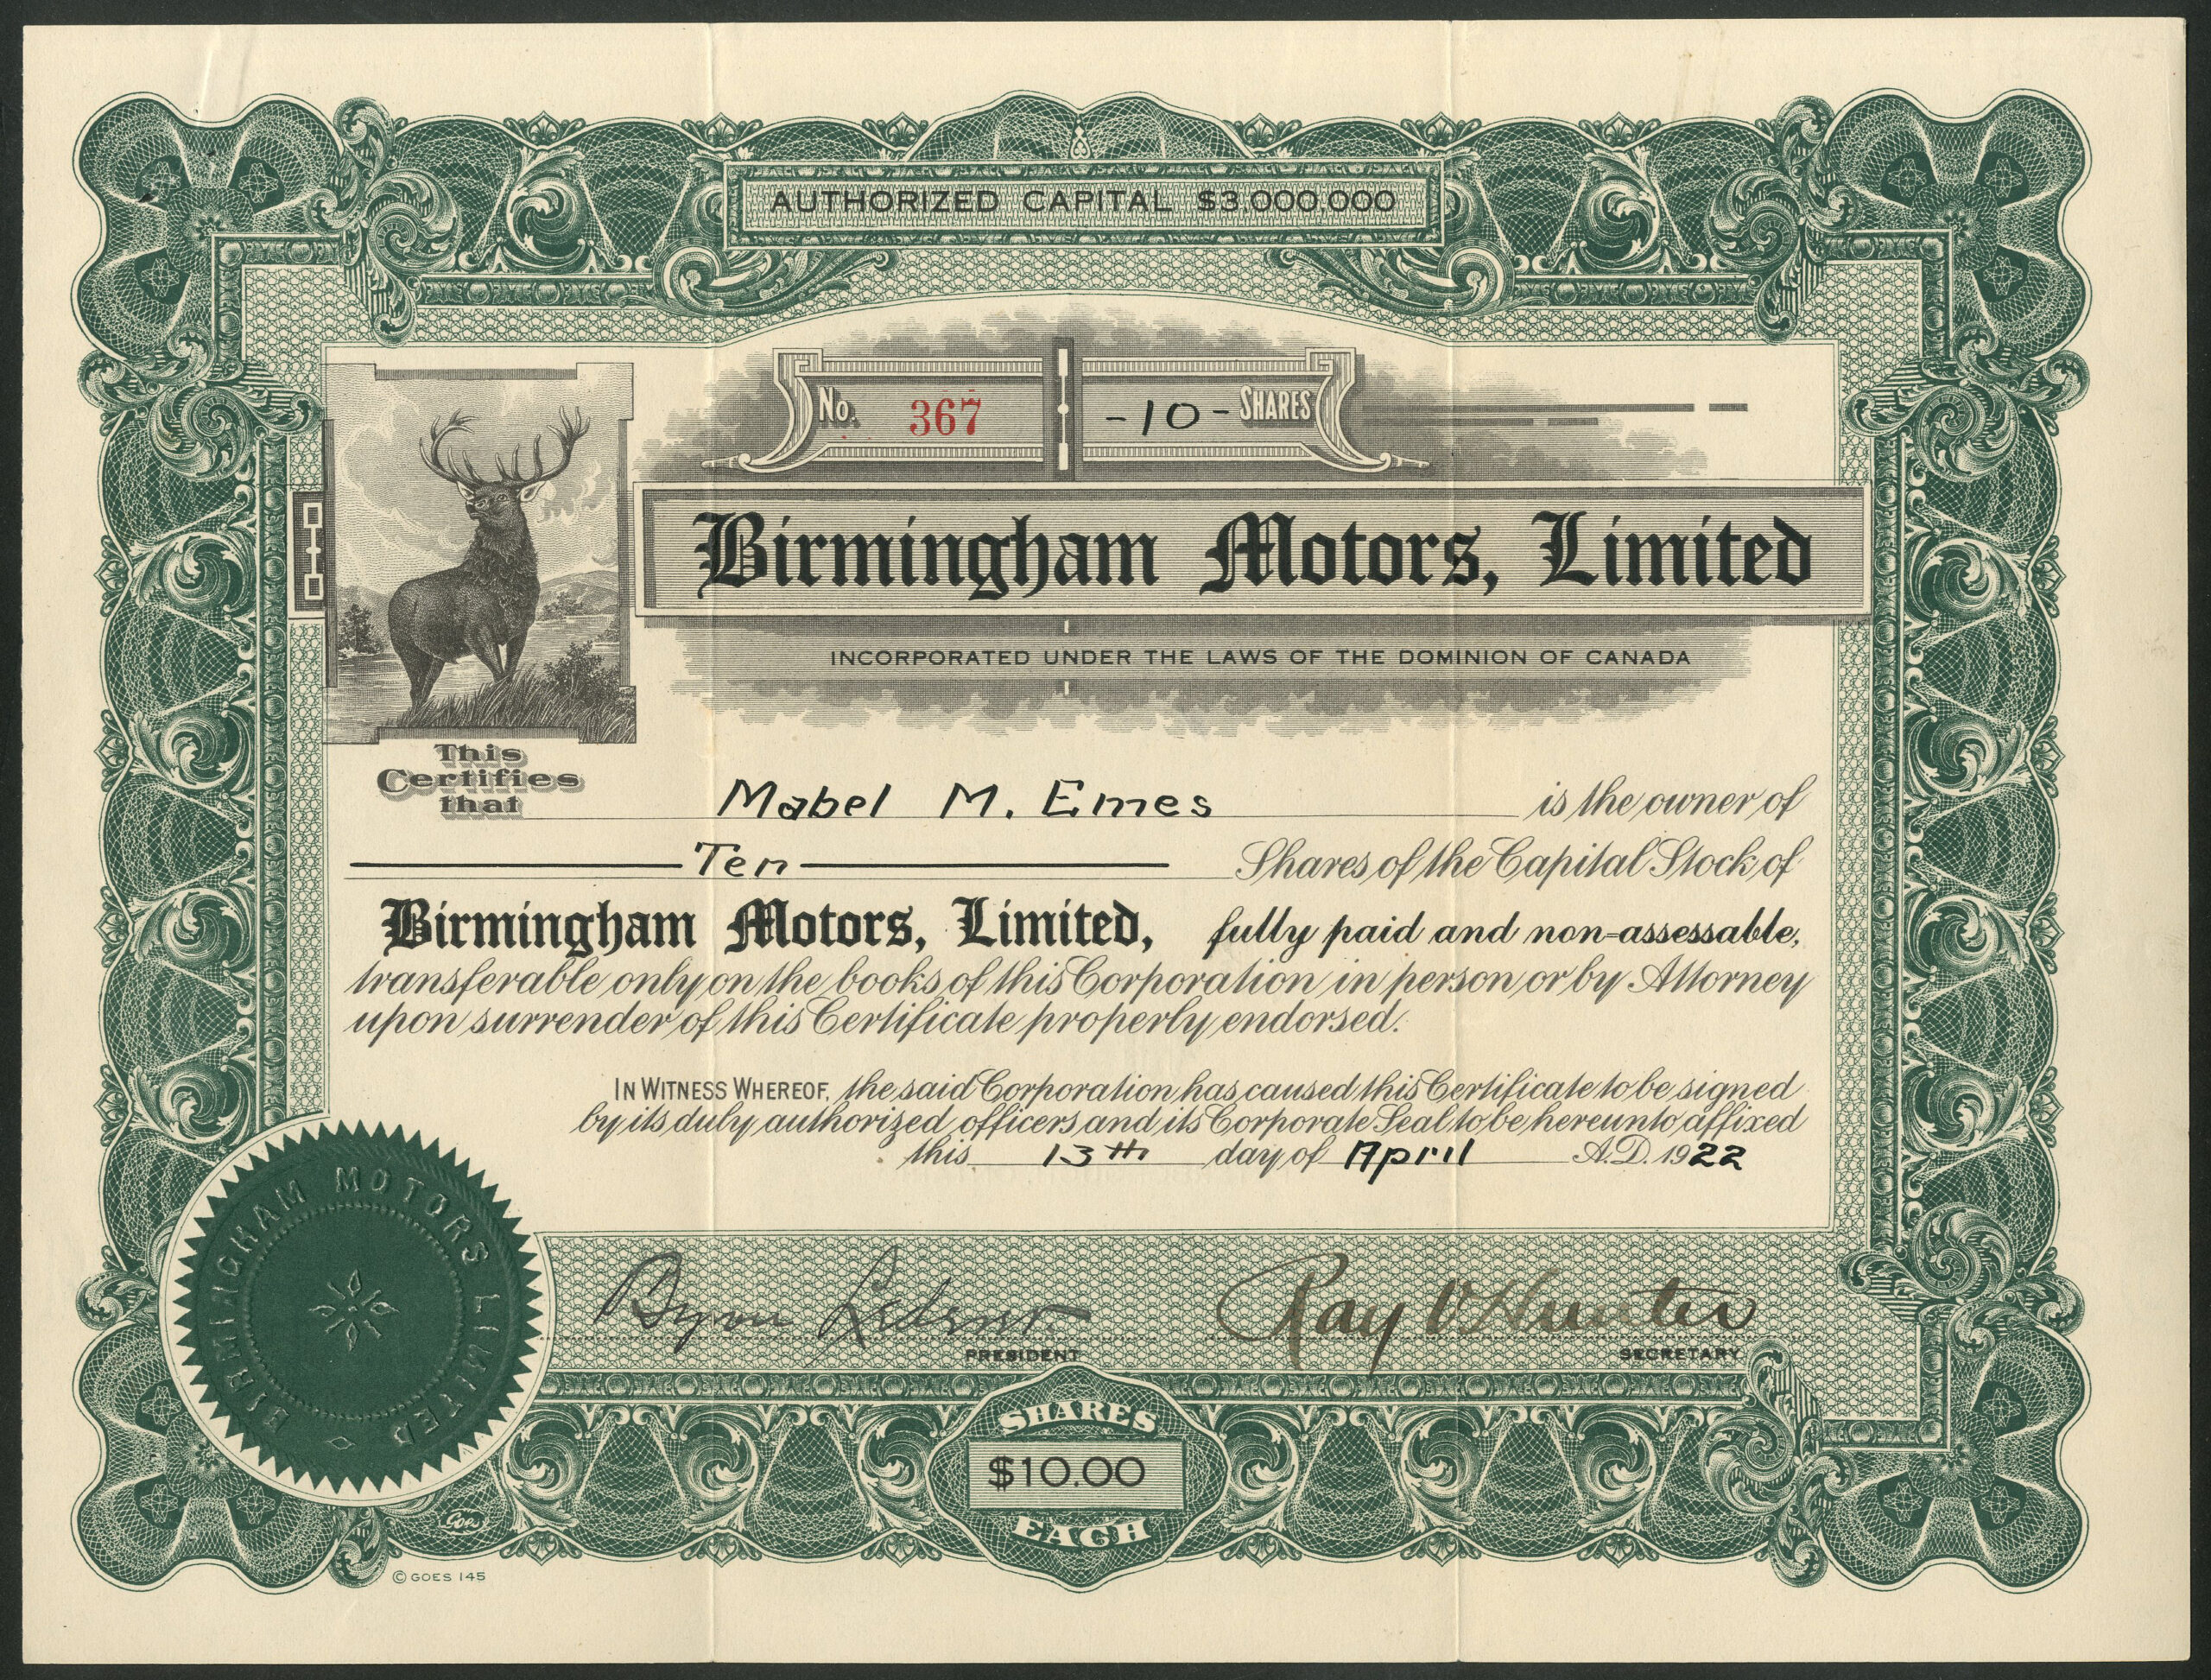 AUTHORIZED CAPITAL $3,000,000
No. 367 -10- SHARES
Birmingham Motors, Limited
INCORPORATED UNDER THE LAWS OF THE DOMINION OF CANADA
This
Certifies
that Mabel M. Emes is the owner of
Ten Shares of the Capital Stock of
Birmingham Motors, Limited, fully paid and non-assessable,
transferable only on the books of this Corporation in person or by Attorney
upon surrender of this Certificate properly endorsed.
IN WITNESS WHEREOF, the said Corporation has caused this Certificate to be signed
by its duly authorized officers and its Corporate Seal to be hereunto affixed
this 13th day of April A.D. 1922
BIRMINGHAM MOTORS LIMITED
Byron Ray V Hunter
PRESIDENT SECRETARY
SHARES
$10.00
EACH
Goes
© GOES 145